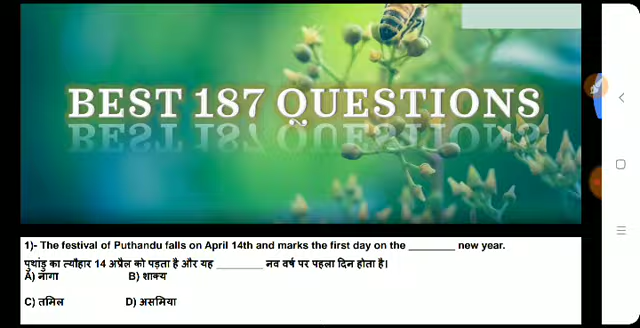 BEST 187 QUESTIONS
1)- The festival of Puthandu falls on April 14th and marks the first day on the ________ new year.
पुथांडु का त्यौहार 14 अप्रैल को पड़ता है और यह ________ नव वर्ष पर पहला दिन होता है।
A) नागा B) शाक्य
C) तमिल D) असमिया